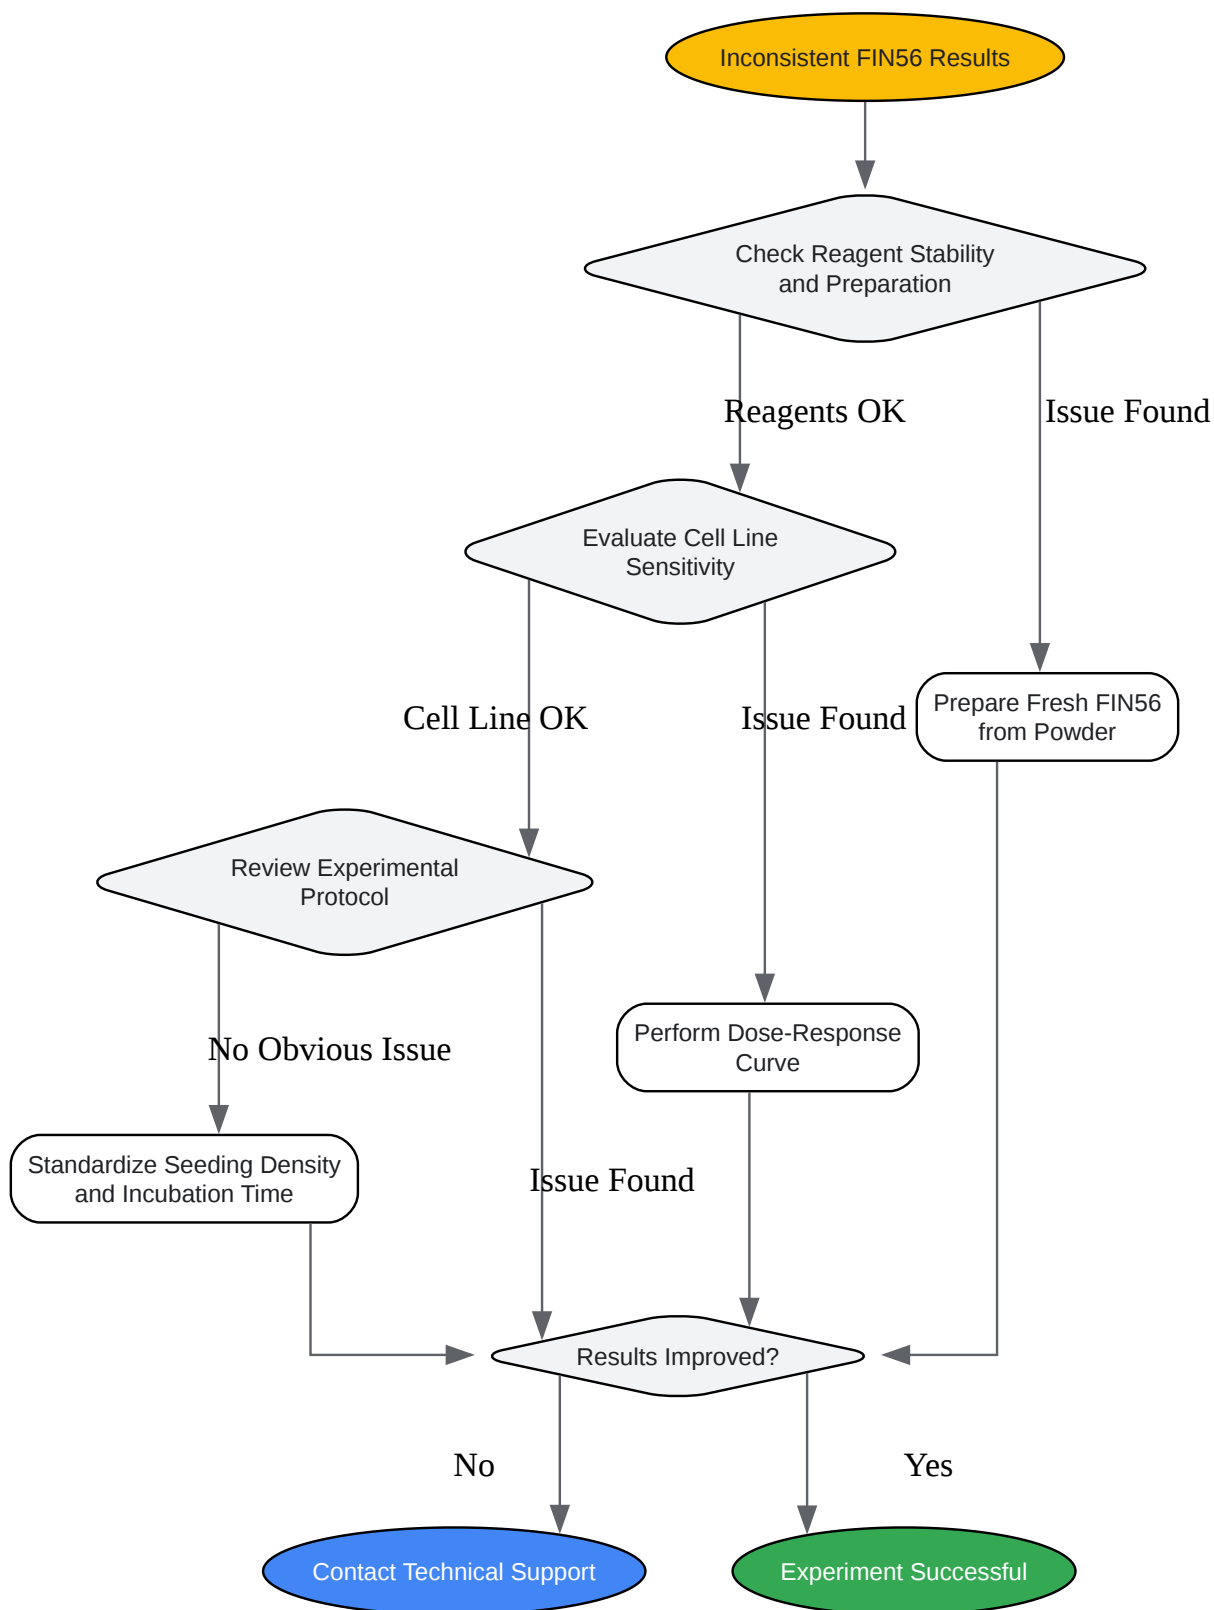 Inconsistent FIN56 Results
Check Reagent Stability
and Preparation
Reagents OK
Issue Found
Evaluate Cell Line
Sensitivity
Cell Line OK
Issue Found
Prepare Fresh FIN56
from Powder
Review Experimental
Protocol
No Obvious Issue
Perform Dose-Response
Curve
Standardize Seeding Density
and Incubation Time
Issue Found
Results Improved?
No
Yes
Contact Technical Support
Experiment Successful